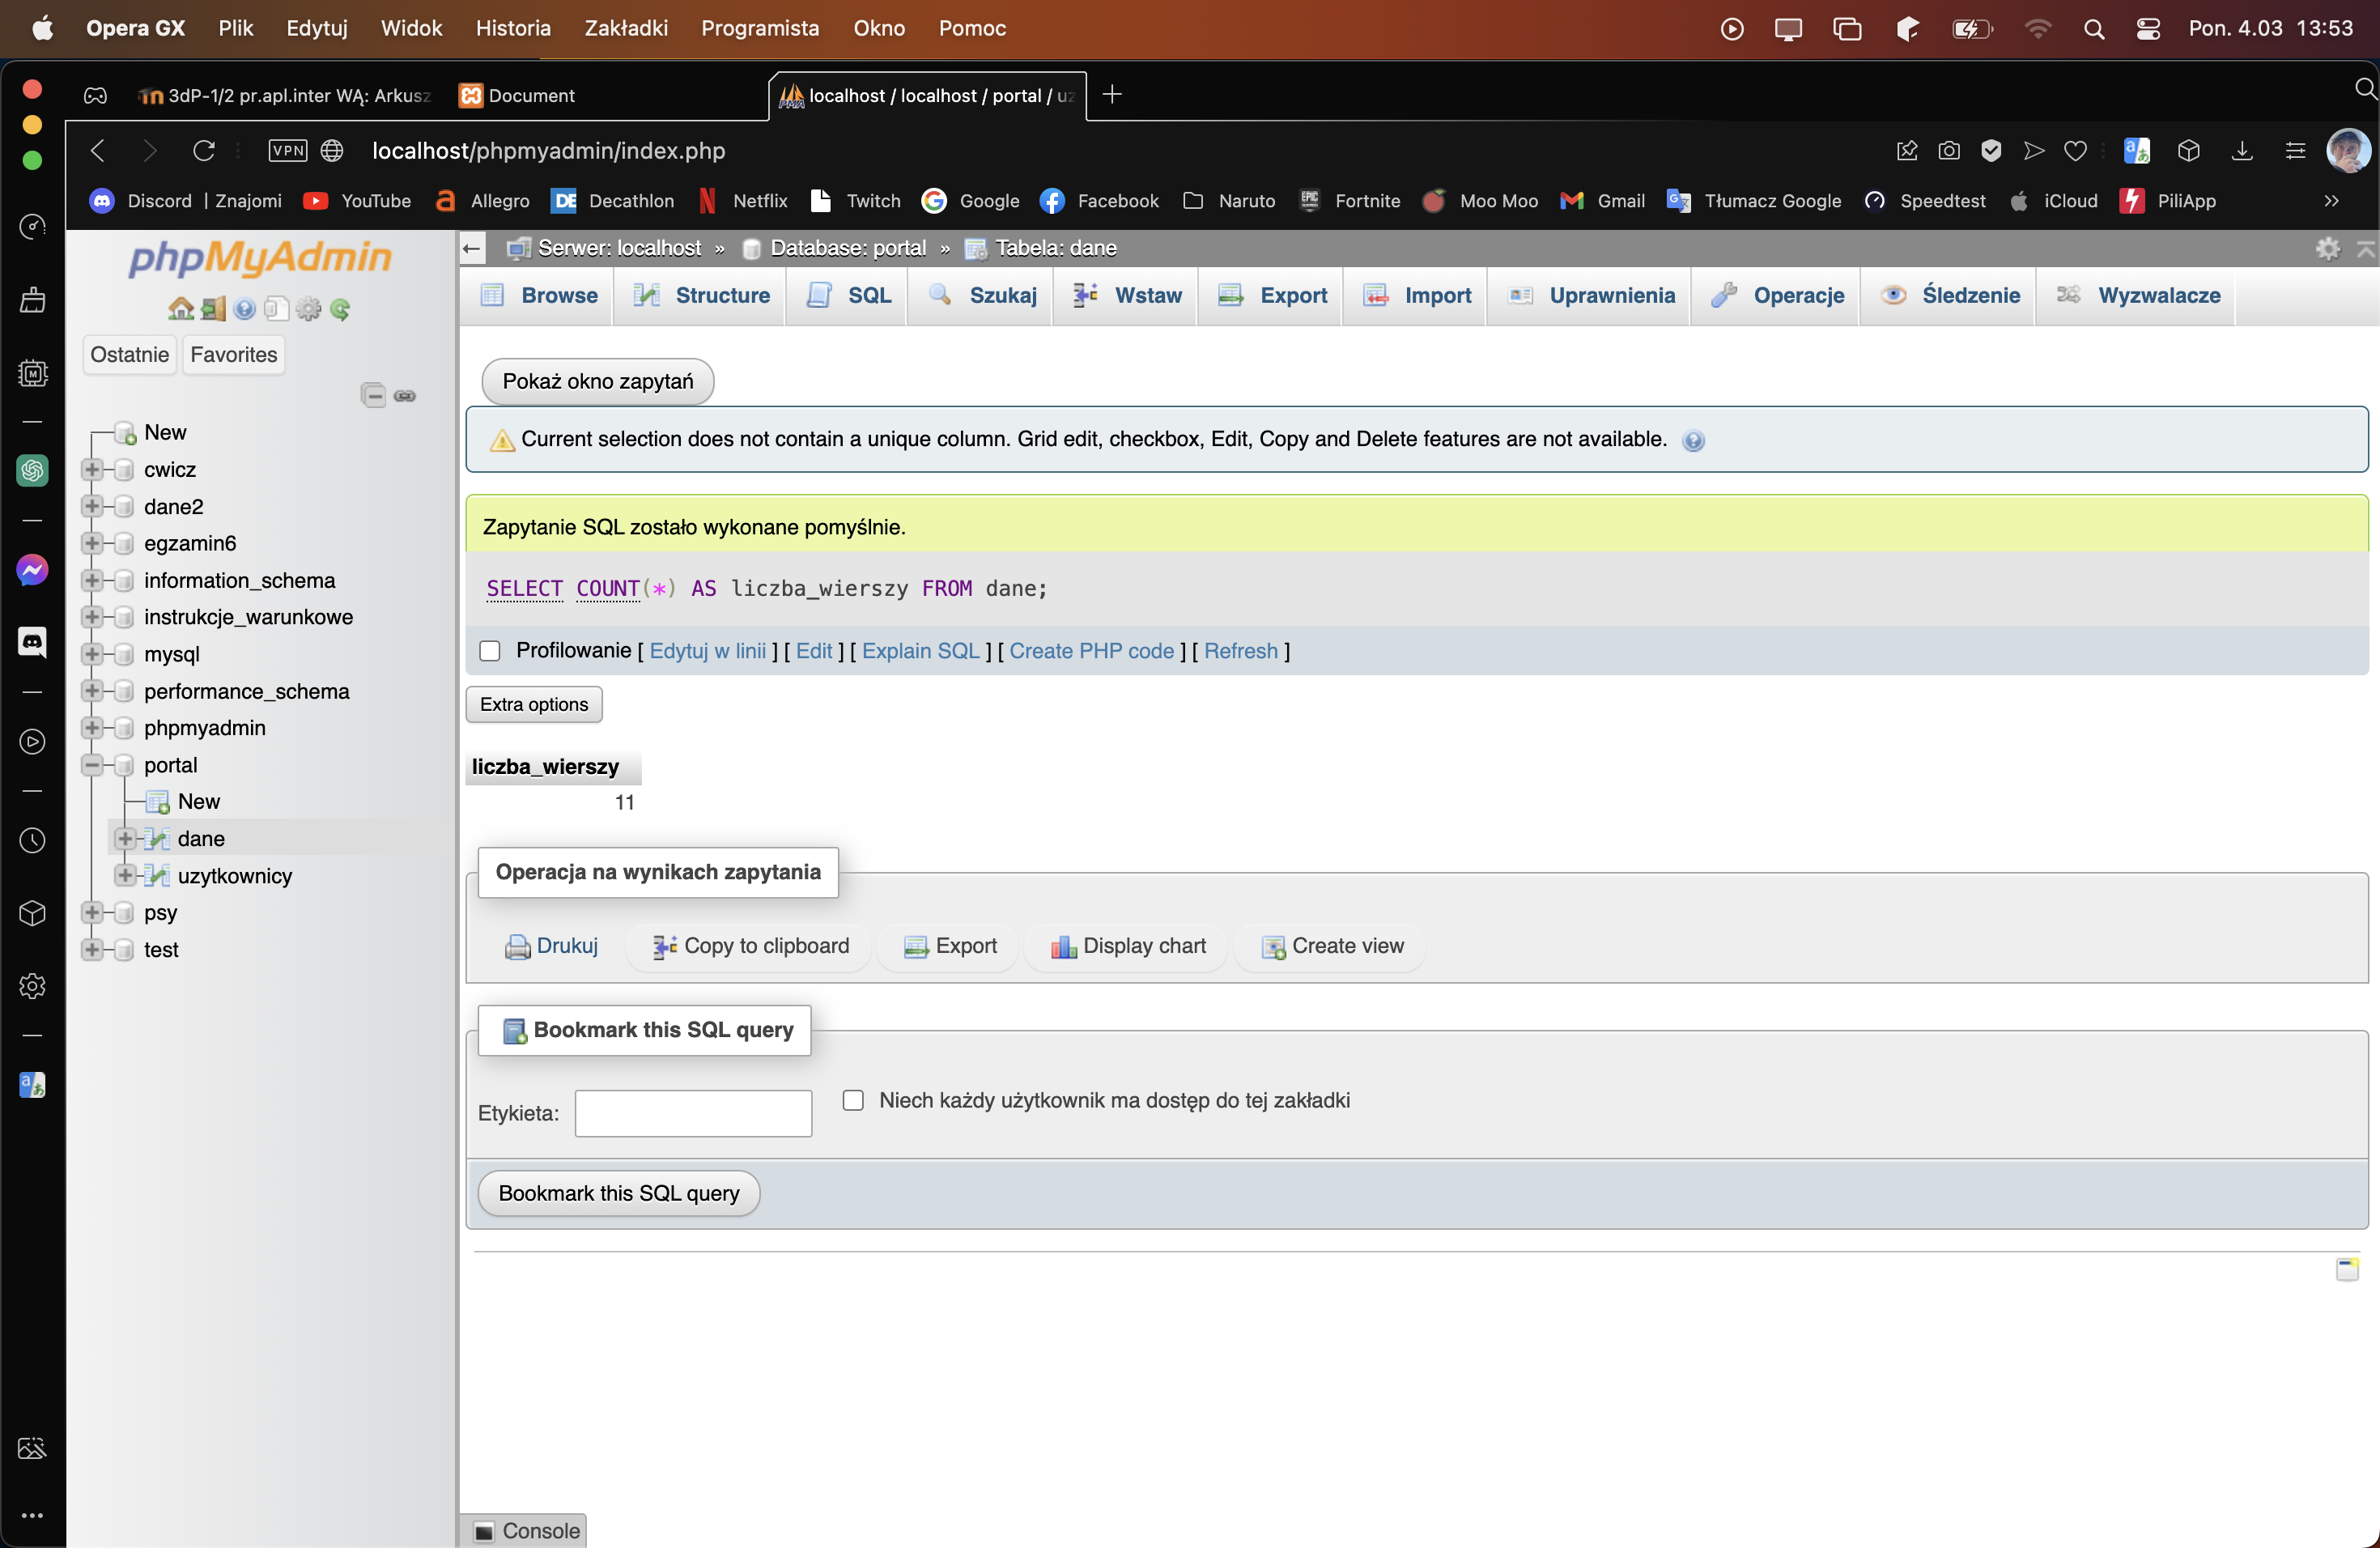 Opera GX Plik Edytuj Widok Historia Zakładki Programista Okno Pomoc Pon. 4.03 13:53
3dP-1/2 pr.apl.inter WĄ: Arkusz Document localhost / localhost / portal / uz
VPN localhost/phpmyadmin/index.php
Discord | Znajomi YouTube Allegro Decathlon Netflix Twitch Google Facebook Naruto Fortnite Moo Moo Gmail Tłumacz Google Speedtest iCloud PiliApp
phpMyAdmin
Ostatnie Favorites
New
cwicz
dane2
egzamin6
information_schema
instrukcje_warunkowe
mysql
performance_schema
phpmyadmin
portal
New
dane
uzytkownicy
psy
test
Serwer: localhost » Database: portal » Tabela: dane
Browse Structure SQL Szukaj Wstaw Export Import Uprawnienia Operacje Śledzenie Wyzwalacze
Pokaż okno zapytań
Current selection does not contain a unique column. Grid edit, checkbox, Edit, Copy and Delete features are not available.
Zapytanie SQL zostało wykonane pomyślnie.
SELECT COUNT(*) AS liczba_wierszy FROM dane;
Profilowanie [ Edytuj w linii ] [ Edit ] [ Explain SQL ] [ Create PHP code ] [ Refresh ]
Extra options
liczba_wierszy
11
Operacja na wynikach zapytania
Drukuj Copy to clipboard Export Display chart Create view
Bookmark this SQL query
Etykieta: Niech każdy użytkownik ma dostęp do tej zakładki
Bookmark this SQL query
Console